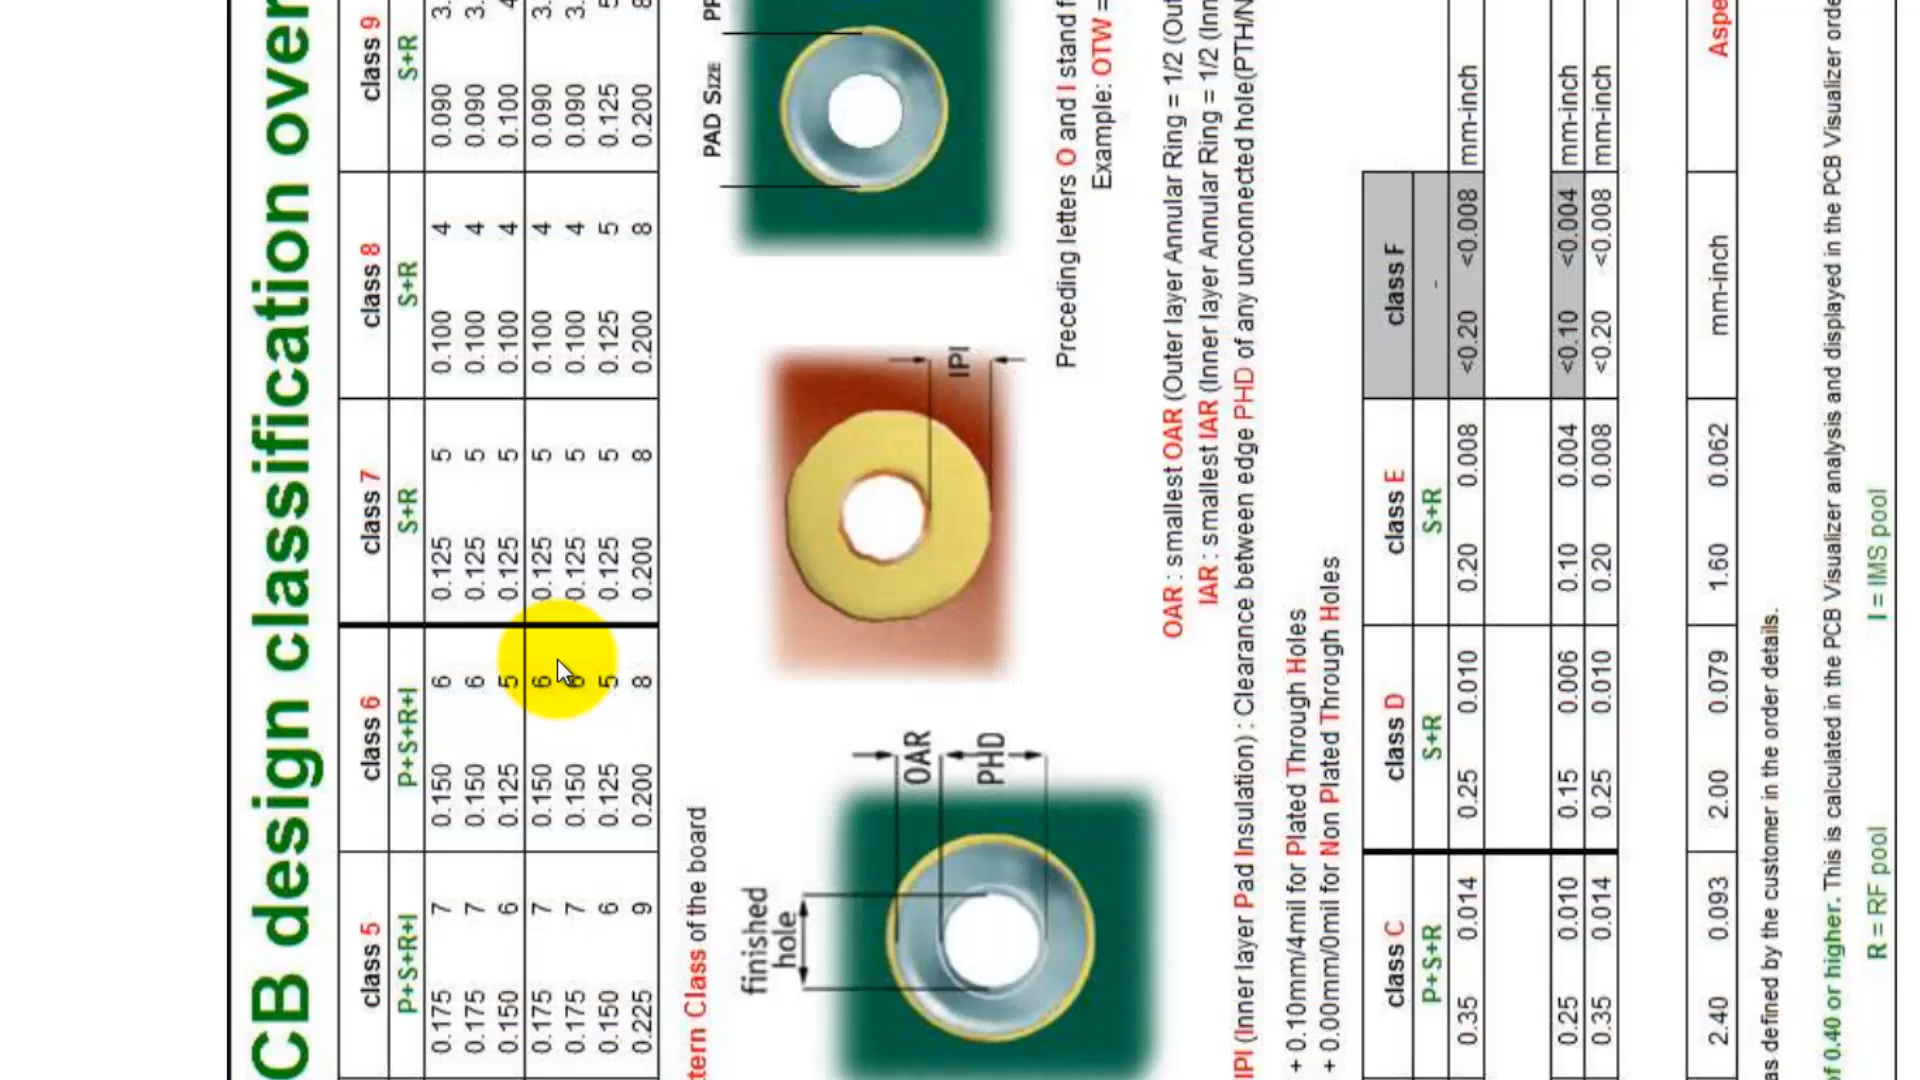 CB design classification over
class 5 class 6 class 7 class 8 class 9
P+S+R+I P+S+R+I S+R S+R S+R
0.175 7 0.150 6 0.125 5 0.100 4 0.090 3.
0.175 7 0.150 6 0.125 5 0.100 4 0.090 3.
0.150 6 0.125 5 0.125 5 0.100 4 0.100 4
0.175 7 0.150 6 0.125 5 0.100 4 0.090 3.
0.175 7 0.150 6 0.125 5 0.100 4 0.090 3.
0.150 6 0.125 5 0.125 5 0.125 5 0.125 5
0.225 9 0.200 8 0.200 8 0.200 8 0.200 8
tern Class of the board
PAD SIZE
finished
hole
OAR
PHD
IPI
Preceding letters O and I stand f
Example: OTW =
OAR : smallest OAR (Outer layer Annular Ring = 1/2 (Out
IAR : smallest IAR (Inner layer Annular Ring = 1/2 (Inn
IPI (Inner layer Pad Insulation) : Clearance between edge PHD of any unconnected hole(PTH/N
+ 0.10mm/4mil for Plated Through Holes
+ 0.00mm/0mil for Non Plated Through Holes
class C class D class E class F
P+S+R S+R S+R -
0.35 0.014 0.25 0.010 0.20 0.008 <0.20 <0.008 mm-inch
0.25 0.010 0.15 0.006 0.10 0.004 <0.10 <0.004 mm-inch
0.35 0.014 0.25 0.010 0.20 0.008 <0.20 <0.008 mm-inch
2.40 0.093 2.00 0.079 1.60 0.062 mm-inch Aspe
as defined by the customer in the order details.
of 0.40 or higher. This is calculated in the PCB Visualizer analysis and displayed in the PCB Visualizer orde
R = RF pool I = IMS pool